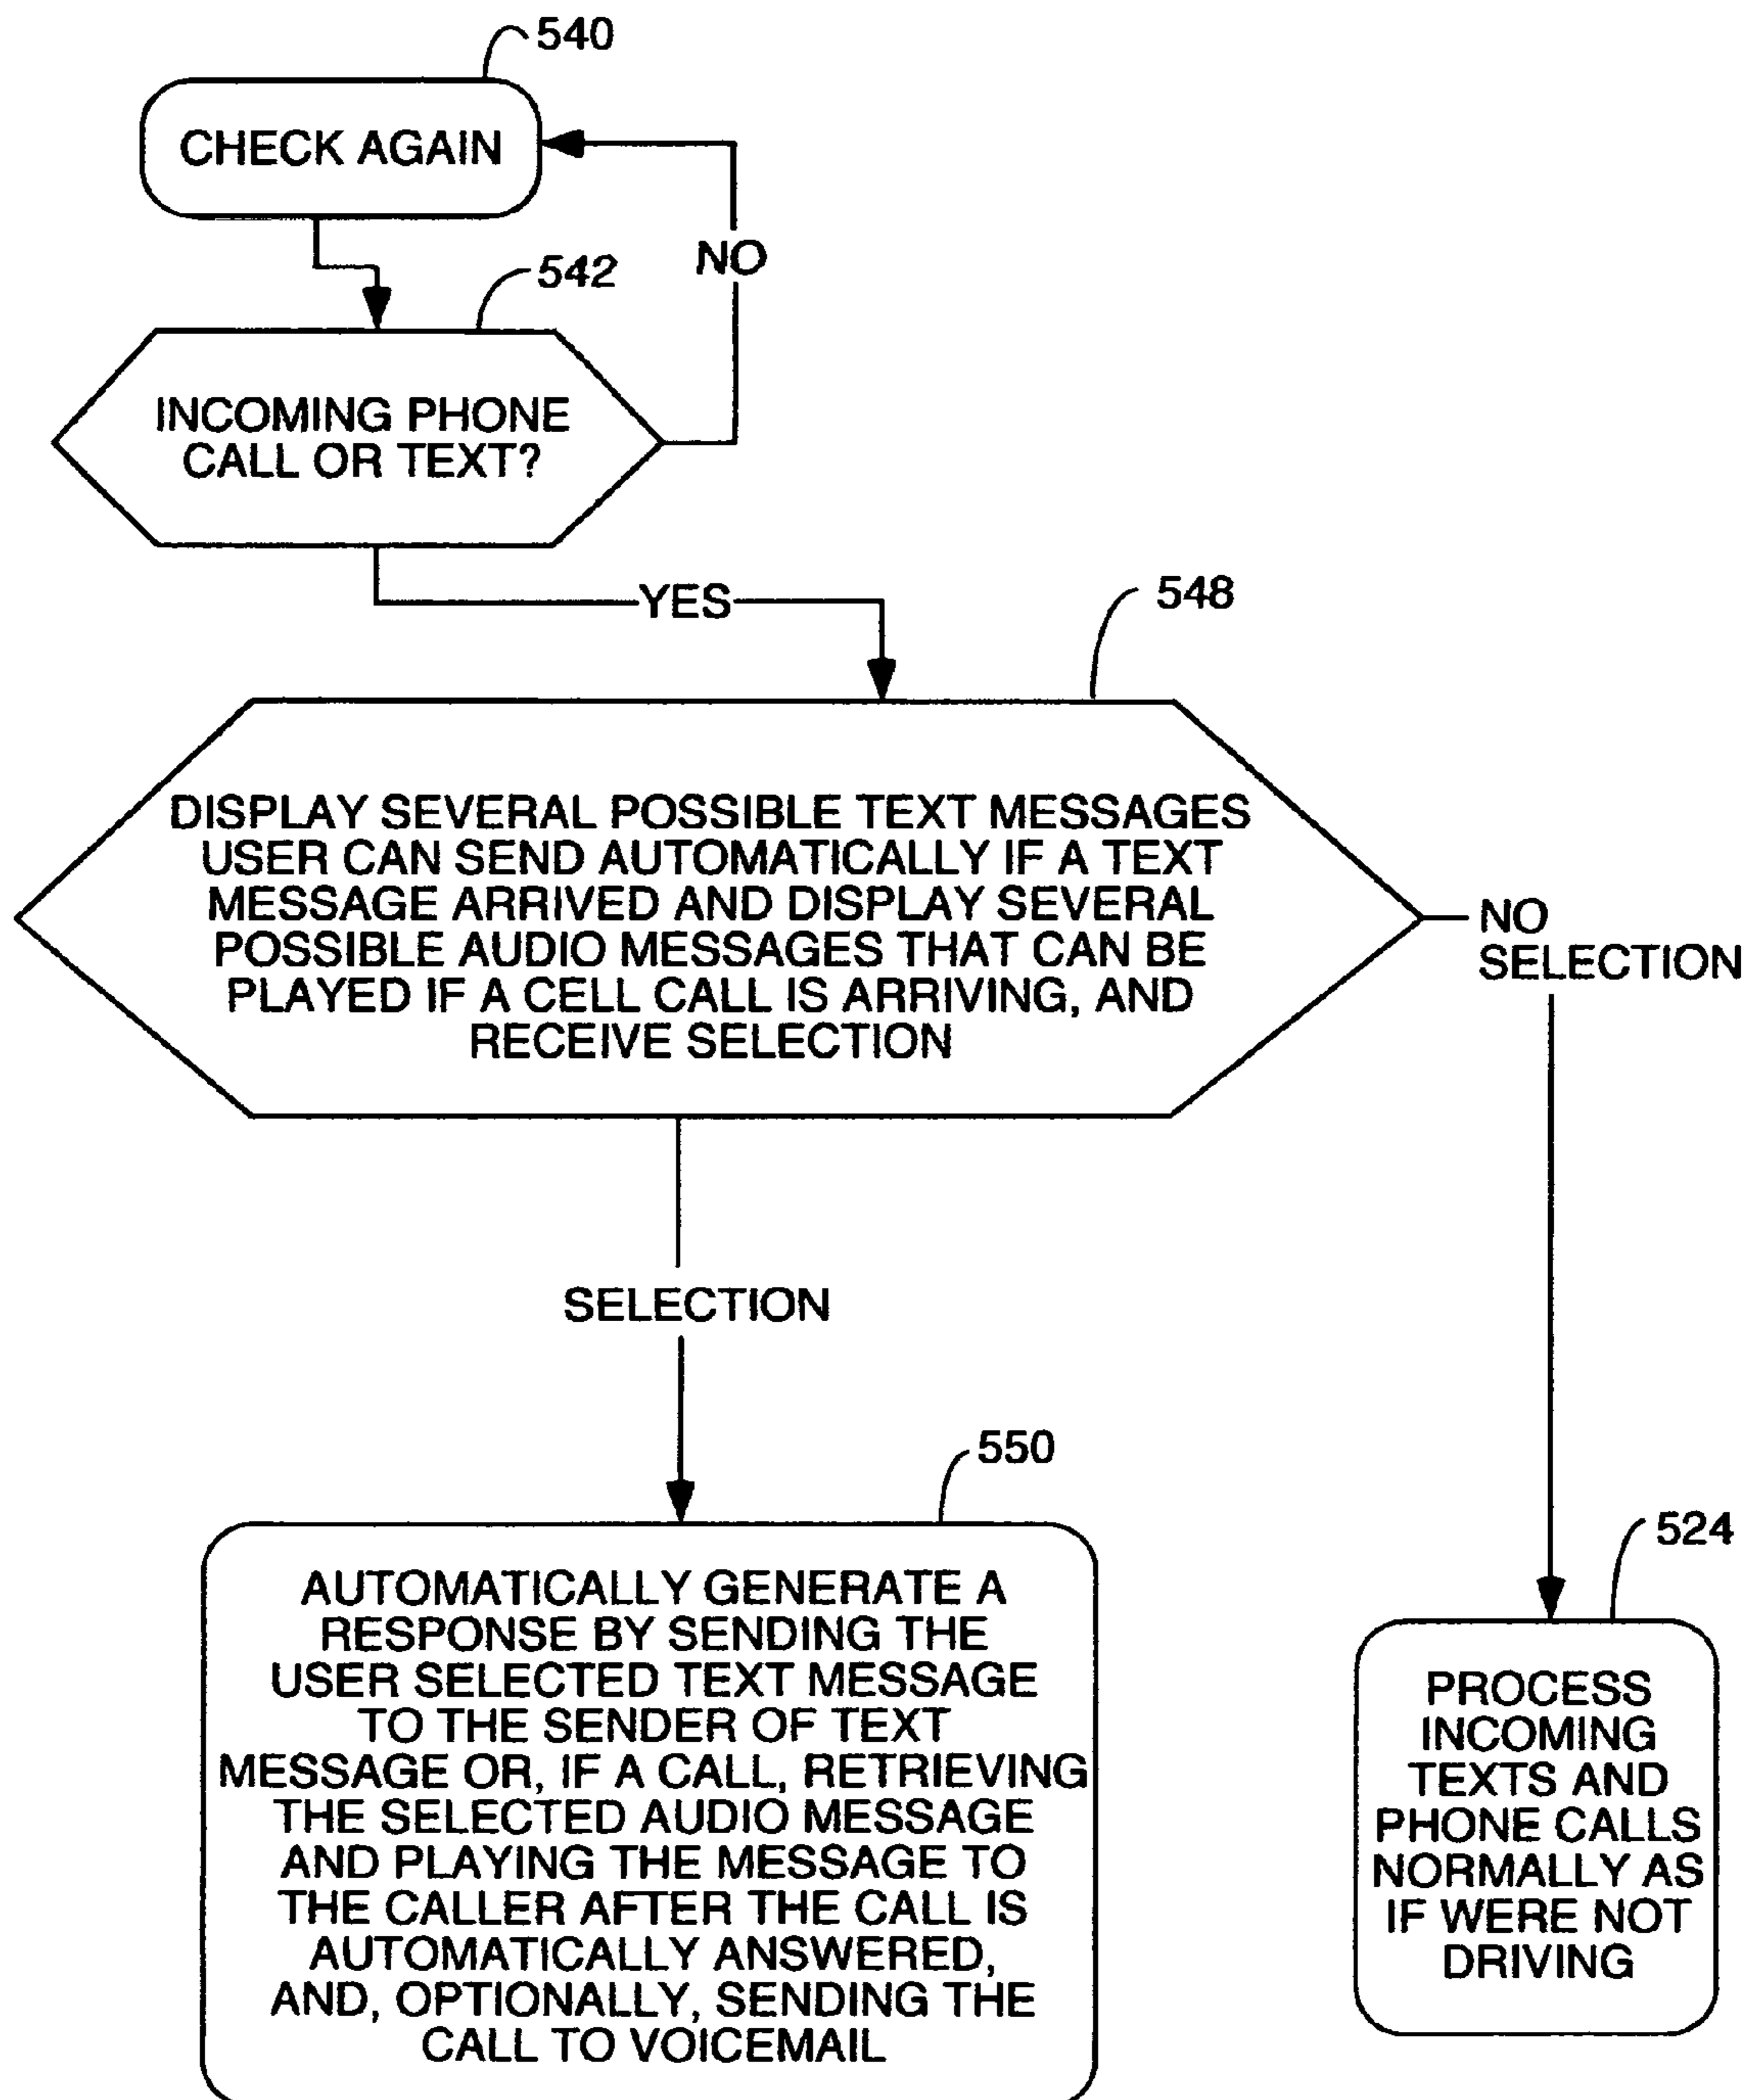 540
CHECK AGAIN
NO
542
INCOMING PHONE
CALL OR TEXT?
YES
548
DISPLAY SEVERAL POSSIBLE TEXT MESSAGES
USER CAN SEND AUTOMATICALLY IF A TEXT
MESSAGE ARRIVED AND DISPLAY SEVERAL
POSSIBLE AUDIO MESSAGES THAT CAN BE
PLAYED IF A CELL CALL IS ARRIVING, AND
RECEIVE SELECTION
NO
SELECTION
SELECTION
550
AUTOMATICALLY GENERATE A
RESPONSE BY SENDING THE
USER SELECTED TEXT MESSAGE
TO THE SENDER OF TEXT
MESSAGE OR, IF A CALL, RETRIEVING
THE SELECTED AUDIO MESSAGE
AND PLAYING THE MESSAGE TO
THE CALLER AFTER THE CALL IS
AUTOMATICALLY ANSWERED,
AND, OPTIONALLY, SENDING THE
CALL TO VOICEMAIL
524
PROCESS
INCOMING
TEXTS AND
PHONE CALLS
NORMALLY AS
IF WERE NOT
DRIVING